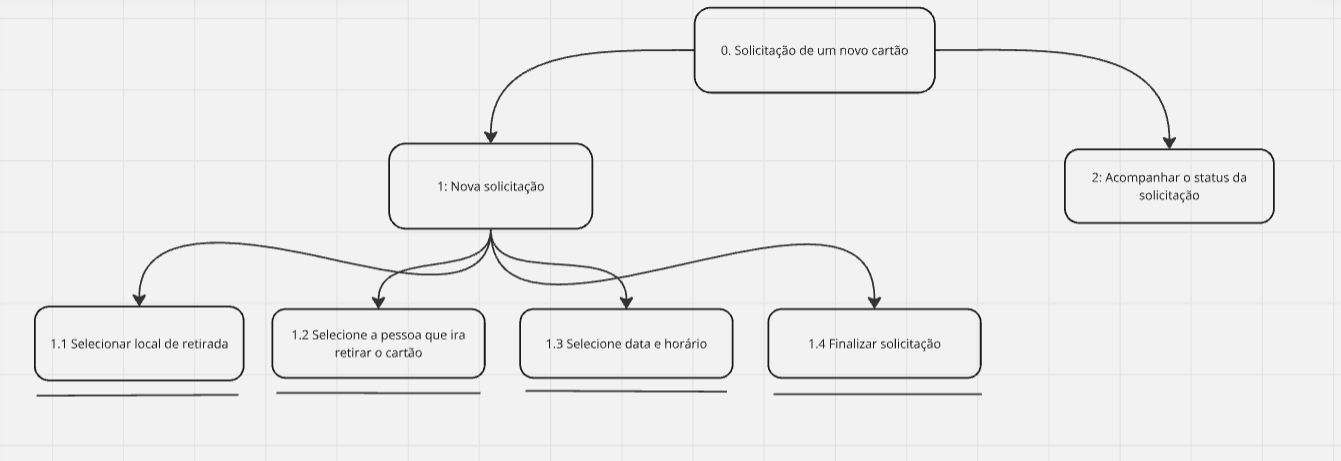 0. Solicitação de um novo cartão
1: Nova solicitação
2: Acompanhar o status da
solicitação
1.1 Selecionar local de retirada
1.2 Selecione a pessoa que ira
retirar o cartão
1.3 Selecione data e horário
1.4 Finalizar solicitação